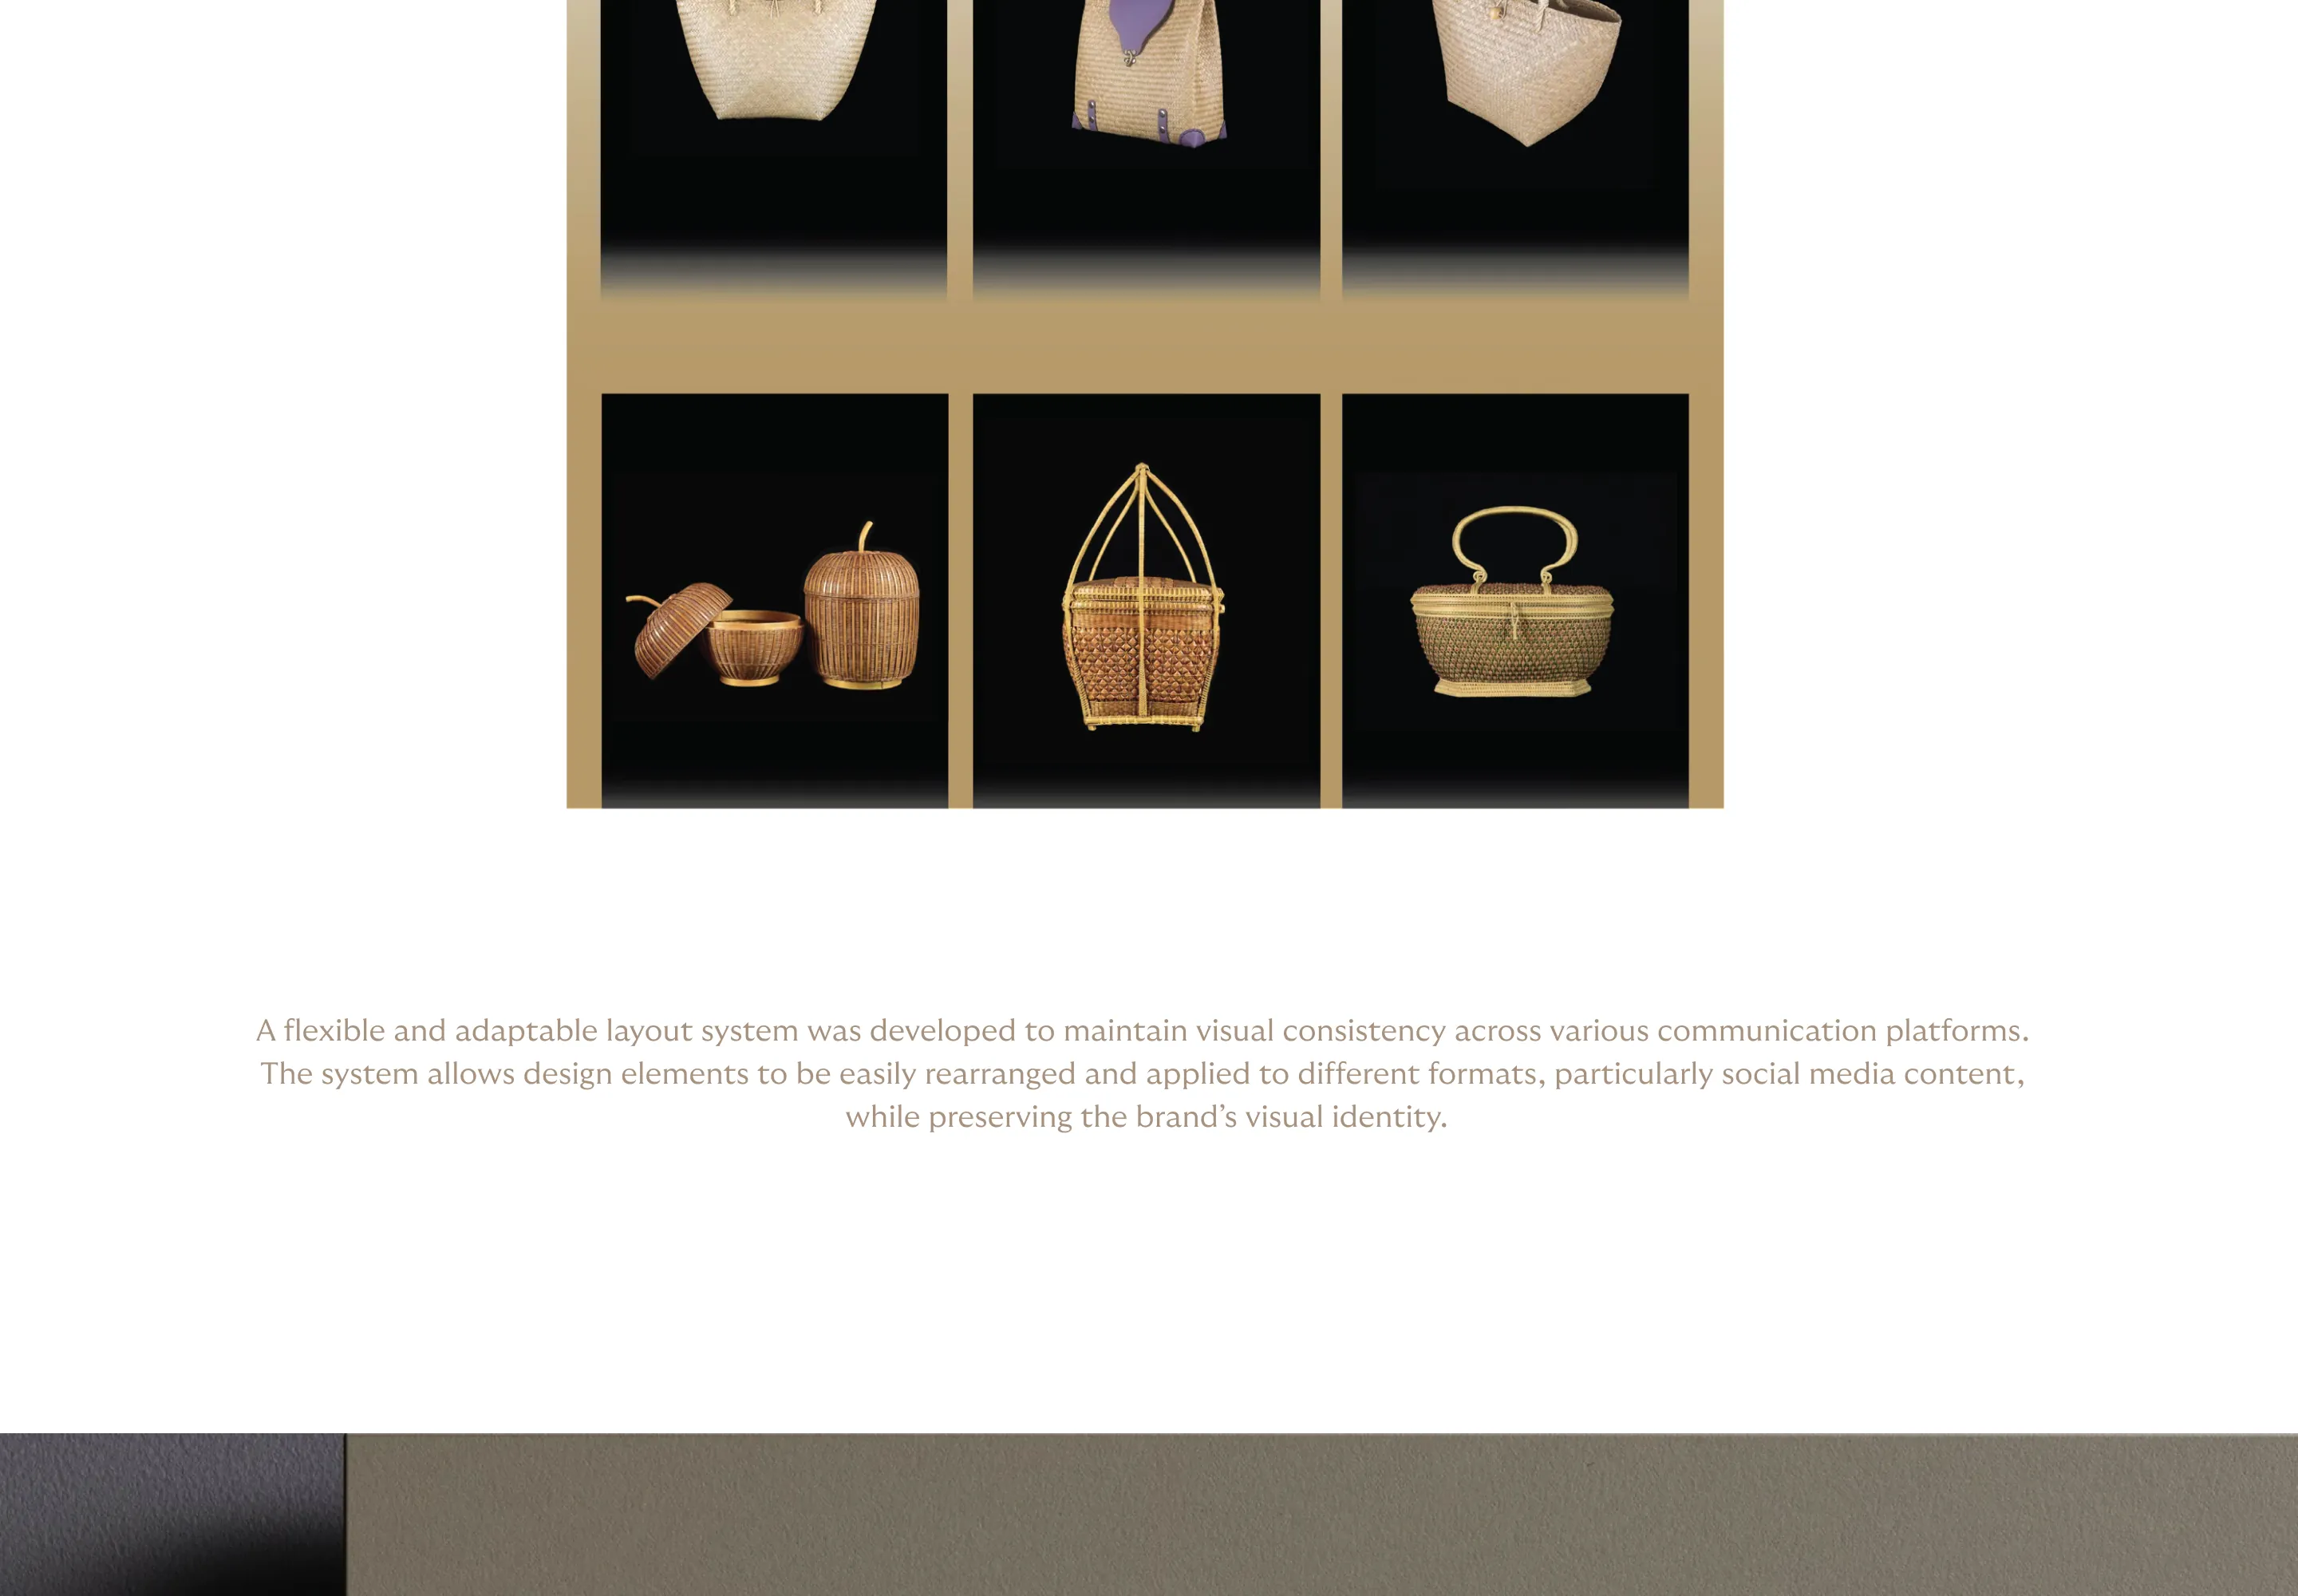 A flexible and adaptable layout system was developed to maintain visual consistency across various communication platforms.
The system allows design elements to be easily rearranged and applied to different formats, particularly social media content,
while preserving the brand’s visual identity.